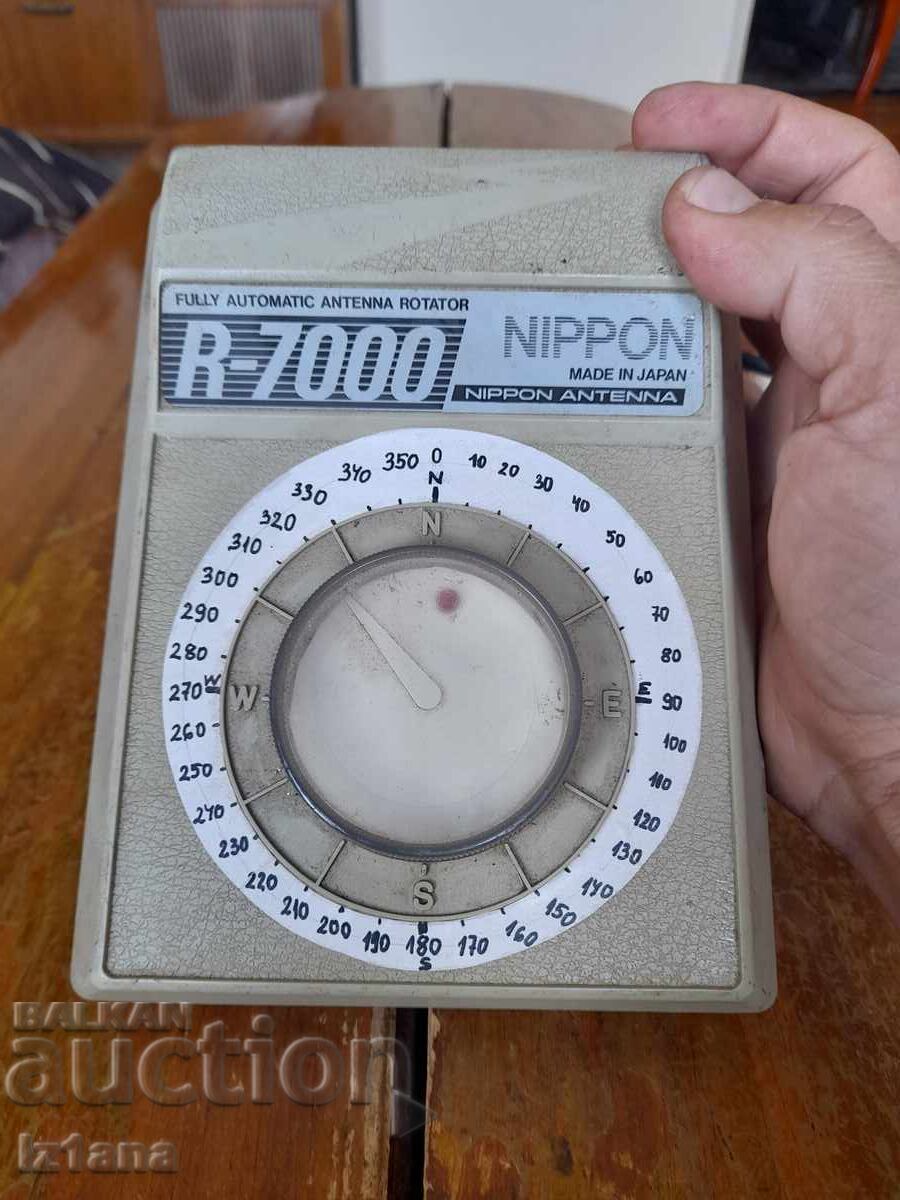 FULLY AUTOMATIC ANTENNA ROTATOR
R-7000
NIPPON
MADE IN JAPAN
NIPPON ANTENNA
0 10 20 30 40 50 60 70 80 90 100 110 120 130 140 150 160 170 180 190 200 210 220 230 240 250 260 270 280 290 300 310 320 330 340 350
N E S W
N E S W
BALKAN
auction
iz1ana